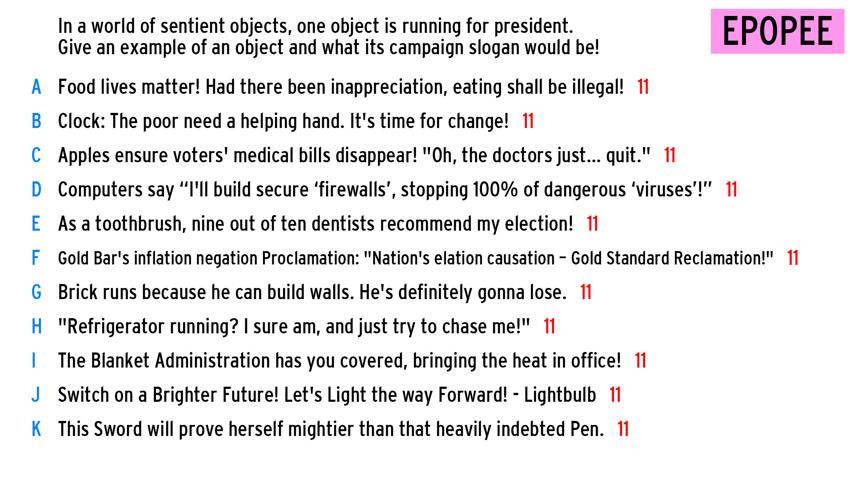 In a world of sentient objects, one object is running for president.
Give an example of an object and what its campaign slogan would be!
EPOPEE
A Food lives matter! Had there been inappreciation, eating shall be illegal! 11
B Clock: The poor need a helping hand. It's time for change! 11
C Apples ensure voters' medical bills disappear! "Oh, the doctors just... quit." 11
D Computers say “I'll build secure ‘firewalls’, stopping 100% of dangerous ‘viruses’!” 11
E As a toothbrush, nine out of ten dentists recommend my election! 11
F Gold Bar's inflation negation Proclamation: "Nation's elation causation – Gold Standard Reclamation!" 11
G Brick runs because he can build walls. He's definitely gonna lose. 11
H "Refrigerator running? I sure am, and just try to chase me!" 11
I The Blanket Administration has you covered, bringing the heat in office! 11
J Switch on a Brighter Future! Let's Light the way Forward! - Lightbulb 11
K This Sword will prove herself mightier than that heavily indebted Pen. 11